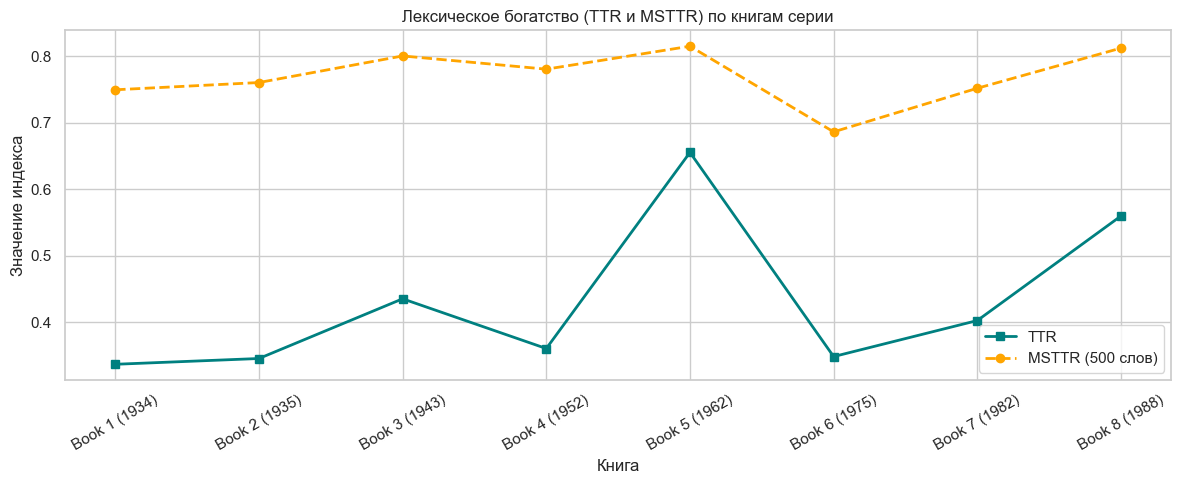 Лексическое богатство (TTR и MSTTR) по книгам серии
Значение индекса
0.8
0.7
0.6
0.5
0.4
TTR
MSTTR (500 слов)
Book 1 (1934)
Book 2 (1935)
Book 3 (1943)
Book 4 (1952)
Book 5 (1962)
Book 6 (1975)
Book 7 (1982)
Book 8 (1988)
Книга